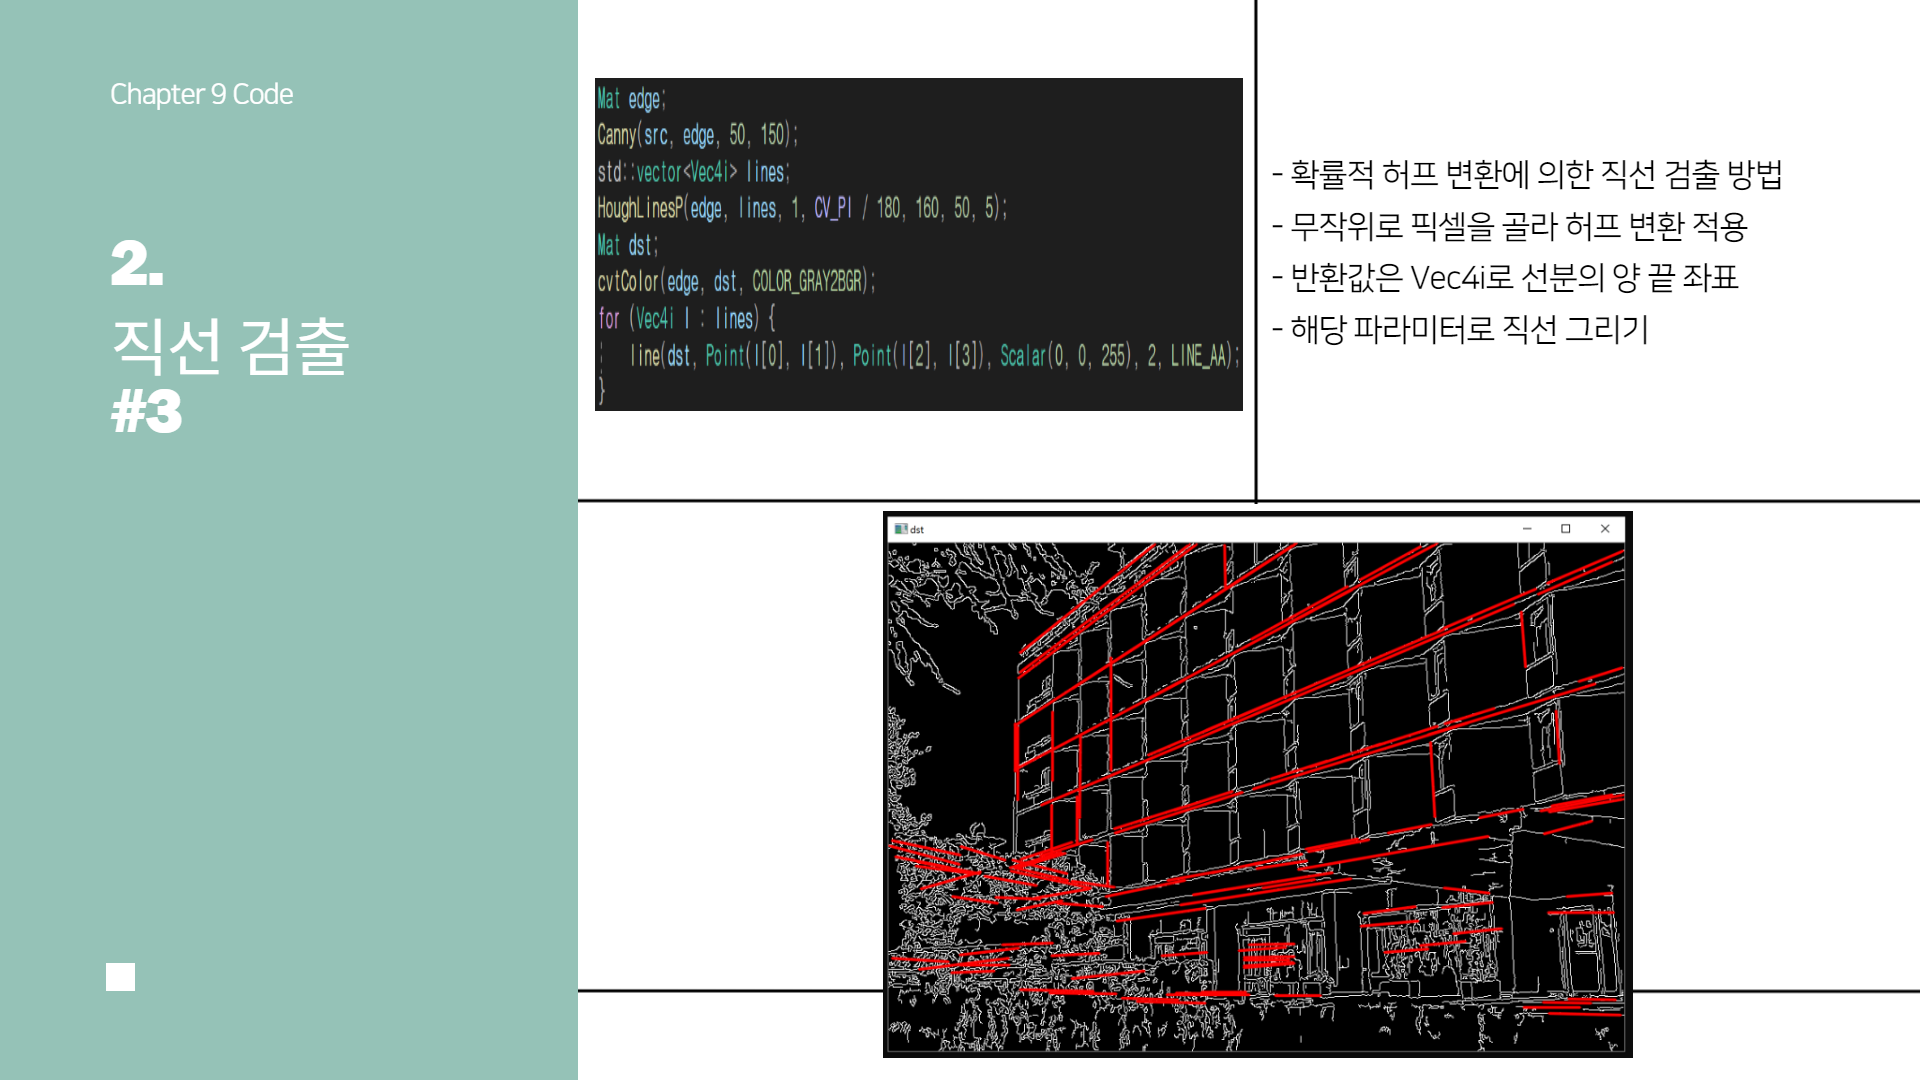 Chapter 9 Code
2.
직선 검출
#3
Mat edge;
Canny(src, edge, 50, 150);
std::vector<Vec4i> lines;
HoughLinesP(edge, lines, 1, CV_PI / 180, 160, 50, 5);
Mat dst;
cvtColor(edge, dst, COLOR_GRAY2BGR);
for (Vec4i l : lines) {
line(dst, Point(l[0], l[1]), Point(l[2], l[3]), Scalar(0, 0, 255), 2, LINE_AA);
}
- 확률적 허프 변환에 의한 직선 검출 방법
- 무작위로 픽셀을 골라 허프 변환 적용
- 반환값은 Vec4i로 선분의 양 끝 좌표
- 해당 파라미터로 직선 그리기
dst